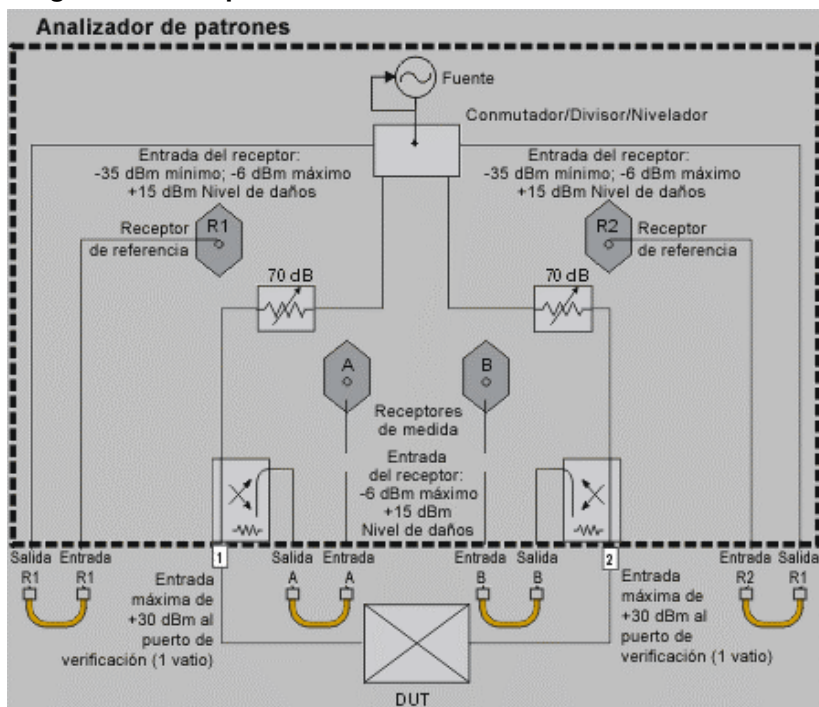 Analizador de patrones
Fuente
Conmutador/Divisor/Nivelador
Entrada del receptor:
-35 dBm mínimo; -6 dBm máximo
+15 dBm Nivel de daños
Entrada del receptor:
-35 dBm mínimo; -6 dBm máximo
+15 dBm Nivel de daños
Receptor
de referencia
R1
R2
Receptor
de referencia
70 dB
70 dB
A
B
Receptores
de medida
Entrada
del receptor:
-6 dBm máximo
+15 dBm
Nivel de daños
Salida
R1
Entrada
R1
1
Salida
A
Entrada
A
Entrada
B
Salida
B
2
Entrada
R2
Salida
R1
Entrada
máxima de
+30 dBm al
puerto de
verificación (1 vatio)
Entrada
máxima de
+30 dBm al
puerto de
verificación (1 vatio)
DUT